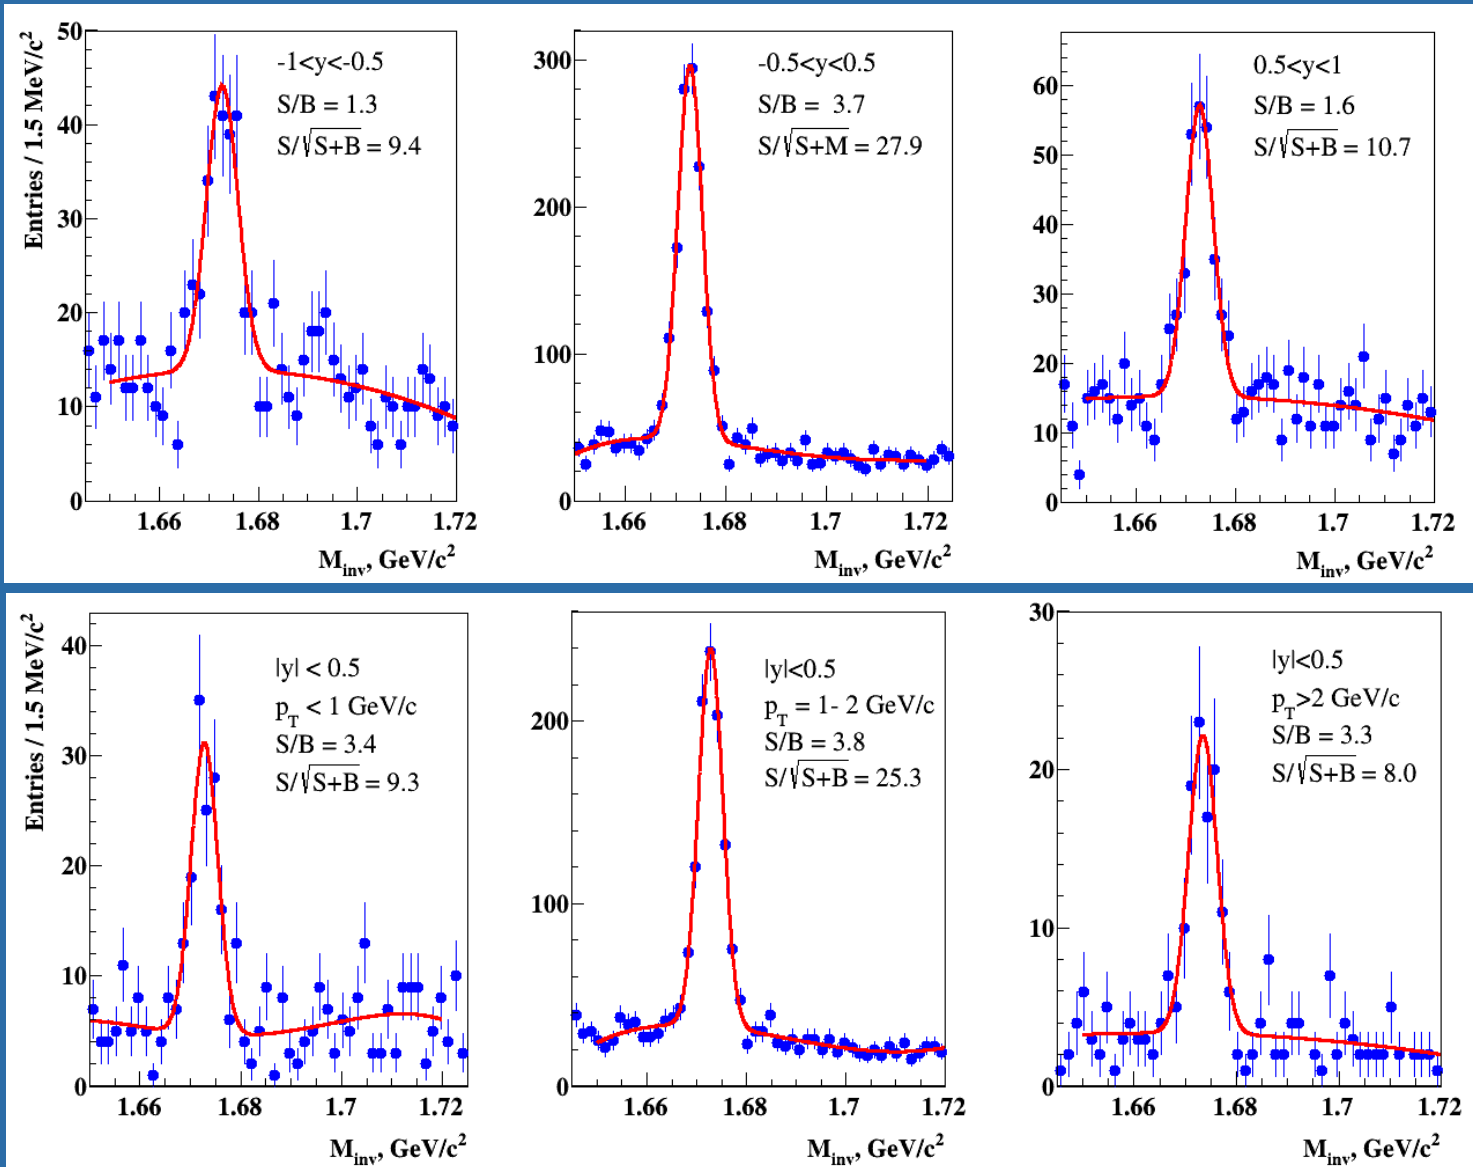 Entries / 1.5 MeV/c²
50
40
30
20
10
0
-1<y<-0.5
S/B = 1.3
S/√S+B = 9.4
1.66 1.68 1.7 1.72
M_inv, GeV/c²
300
200
100
0
-0.5<y<0.5
S/B = 3.7
S/√S+M = 27.9
1.66 1.68 1.7 1.72
M_inv, GeV/c²
60
50
40
30
20
10
0
0.5<y<1
S/B = 1.6
S/√S+B = 10.7
1.66 1.68 1.7 1.72
M_inv, GeV/c²
Entries / 1.5 MeV/c²
40
30
20
10
0
|y| < 0.5
p_T < 1 GeV/c
S/B = 3.4
S/√S+B = 9.3
1.66 1.68 1.7 1.72
M_inv, GeV/c²
200
100
0
|y|<0.5
p_T = 1- 2 GeV/c
S/B = 3.8
S/√S+B = 25.3
1.66 1.68 1.7 1.72
M_inv, GeV/c²
30
20
10
0
|y|<0.5
p_T>2 GeV/c
S/B = 3.3
S/√S+B = 8.0
1.66 1.68 1.7 1.72
M_inv, GeV/c²